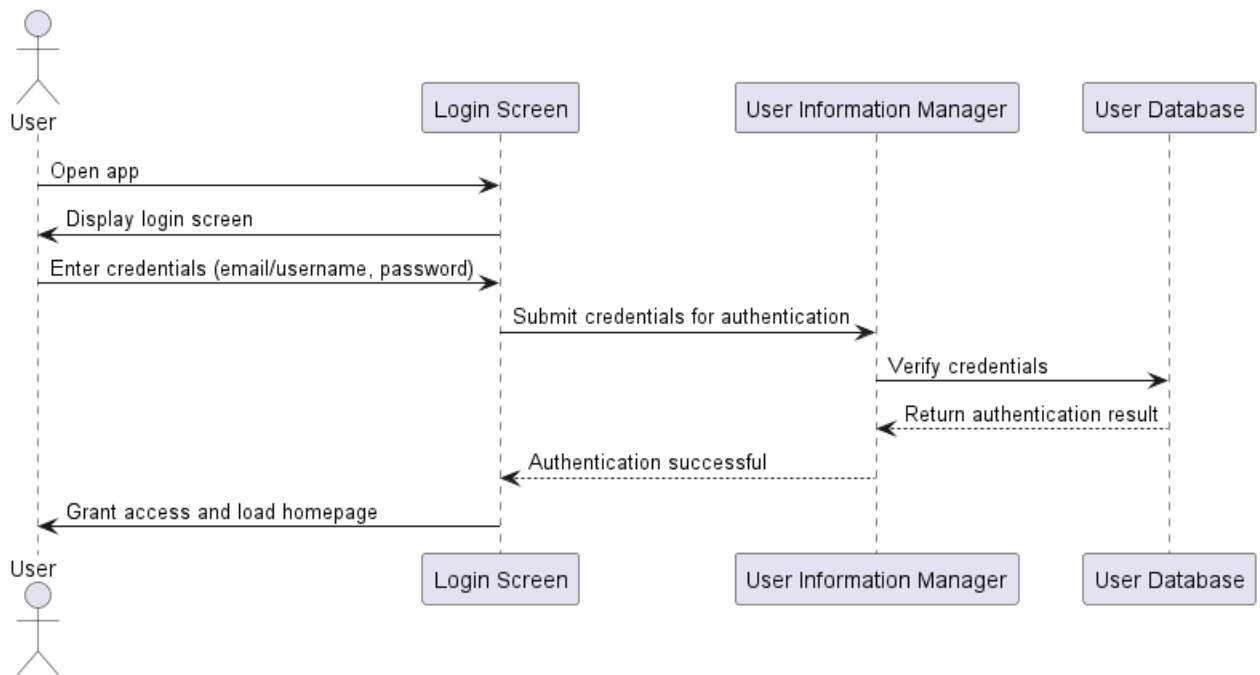 User
Login Screen
User Information Manager
User Database
Open app
Display login screen
Enter credentials (email/username, password)
Submit credentials for authentication
Verify credentials
Return authentication result
Authentication successful
Grant access and load homepage
User
Login Screen
User Information Manager
User Database